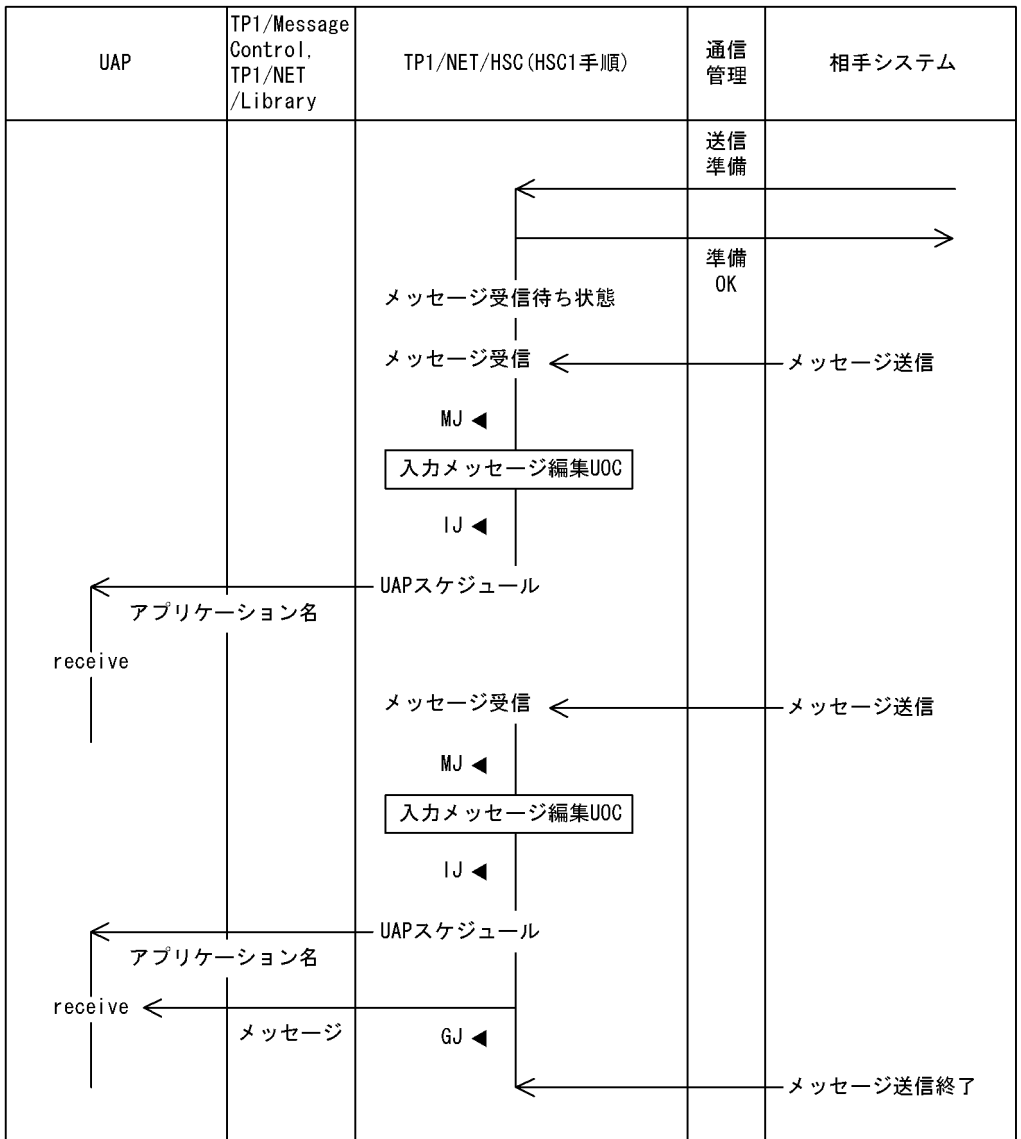 UAP
TP1/Message
Control,
TP1/NET
/Library
TP1/NET/HSC(HSC1手順)
通信
管理
相手システム
送信
準備
準備
OK
メッセージ受信待ち状態
メッセージ受信
メッセージ送信
MJ
入力メッセージ編集UOC
IJ
UAPスケジュール
アプリケーション名
receive
メッセージ受信
メッセージ送信
MJ
入力メッセージ編集UOC
IJ
UAPスケジュール
アプリケーション名
receive
メッセージ
GJ
メッセージ送信終了